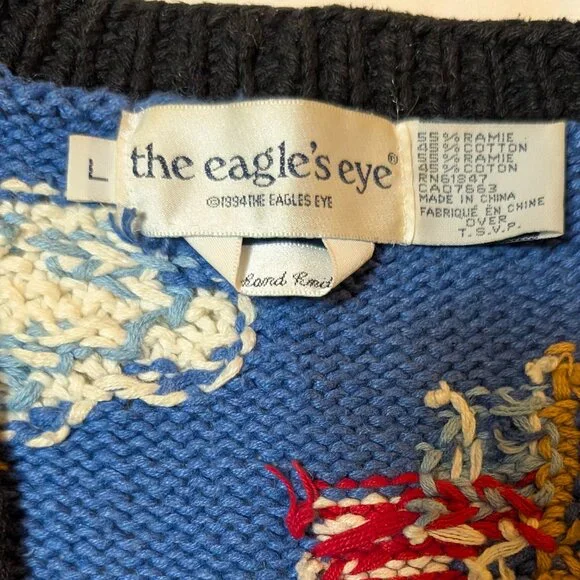 L
the eagle's eye®
©1994 THE EAGLES EYE
Hand Knit
55% RAMIE
45% COTTON
55% RAMIE
45% COTON
RN61847
CA07663
MADE IN CHINA
FABRIQUÉ EN CHINE
OVER
T.S.V.P.